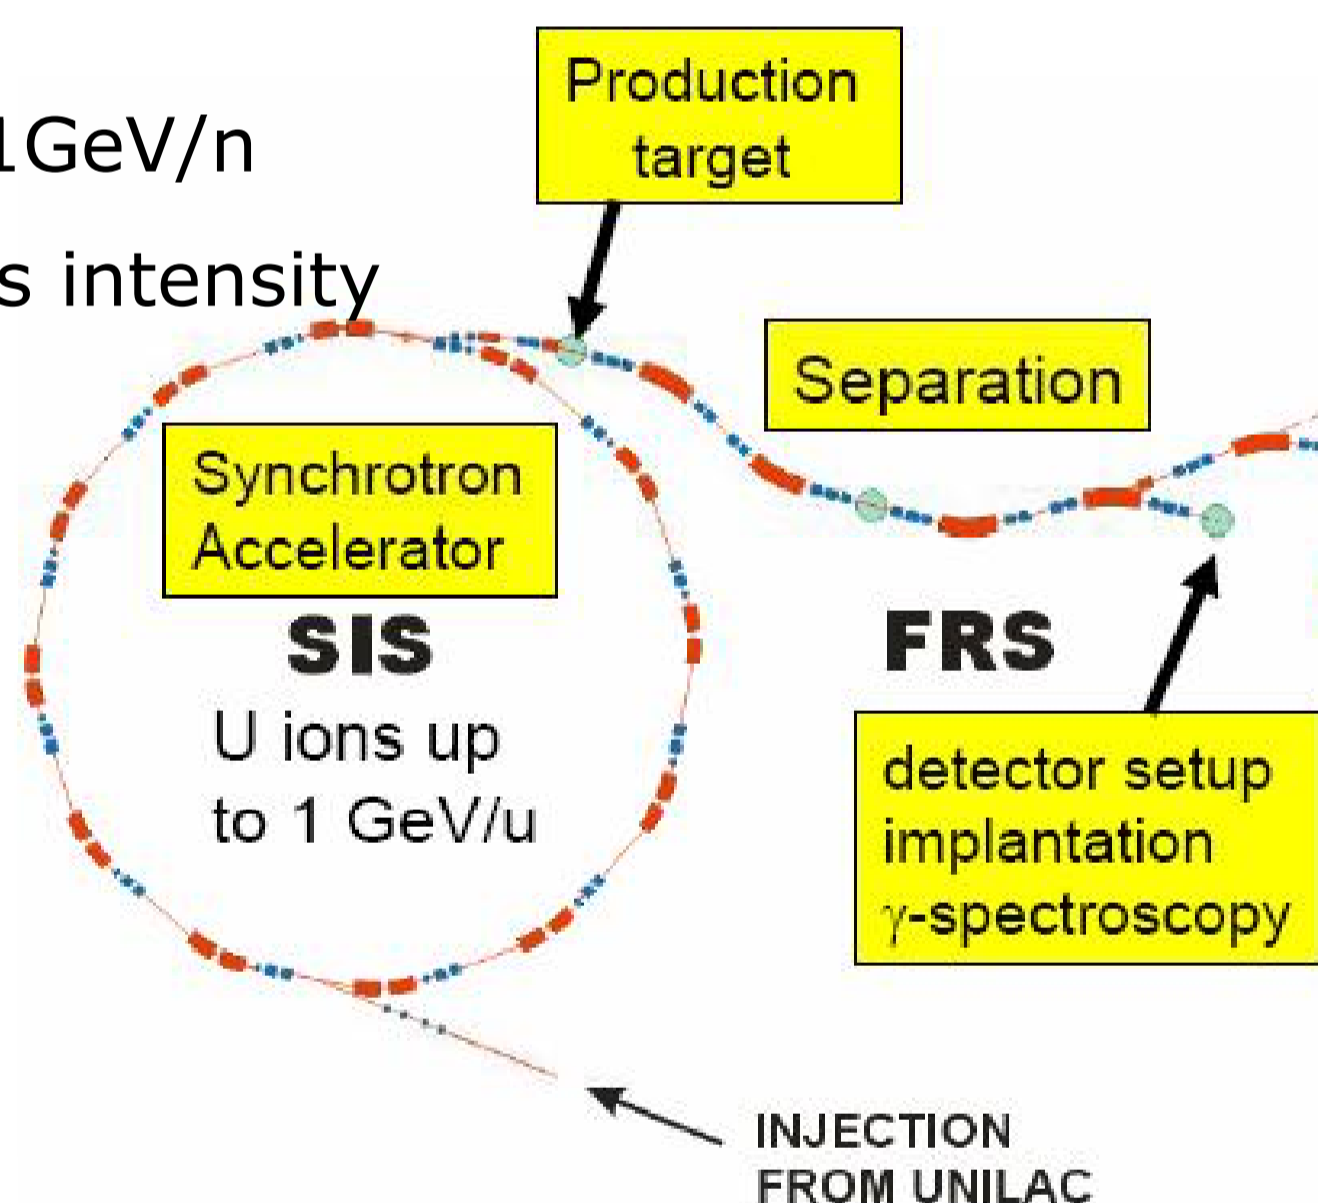 Production
target
1GeV/n
s intensity
Separation
Synchrotron
Accelerator
SIS
FRS
U ions up
to 1 GeV/u
detector setup
implantation
γ-spectroscopy
INJECTION
FROM UNILAC